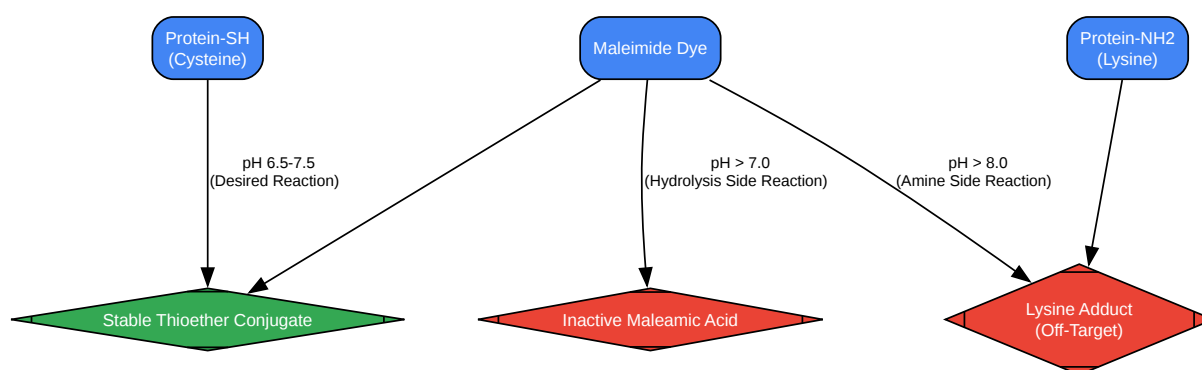 Protein-SH
(Cysteine)
Maleimide Dye
Protein-NH2
(Lysine)
pH 6.5-7.5
(Desired Reaction)
pH > 7.0
(Hydrolysis Side Reaction)
pH > 8.0
(Amine Side Reaction)
Stable Thioether Conjugate
Inactive Maleamic Acid
Lysine Adduct
(Off-Target)